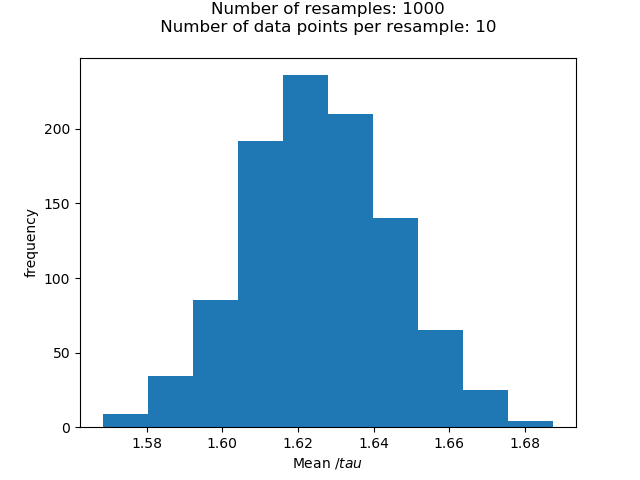 Number of resamples: 1000
Number of data points per resample: 10
200
150
100
50
0
frequency
1.58 1.60 1.62 1.64 1.66 1.68
Mean /tau